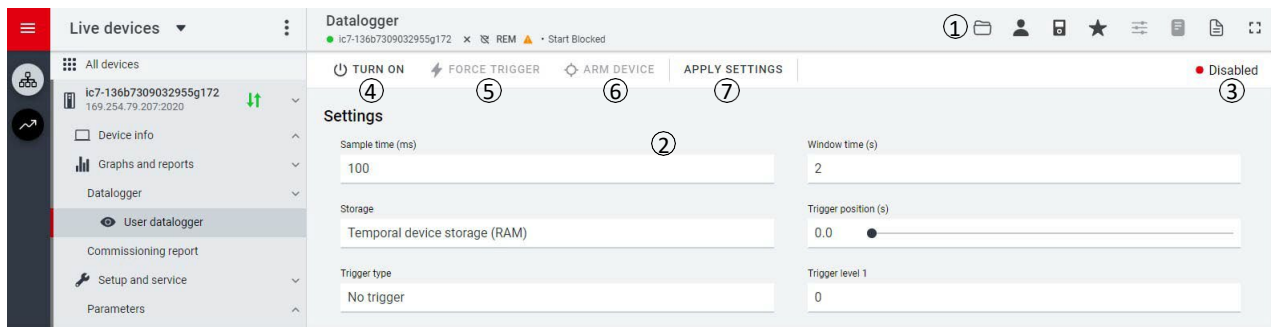 Live devices
Datalogger
ic7-136b7309032955g172 REM • Start Blocked
1
All devices
TURN ON FORCE TRIGGER ARM DEVICE APPLY SETTINGS
Disabled
4 5 6 7 3
ic7-136b7309032955g172
169.254.79.207:2020
Device info
Graphs and reports
Datalogger
User datalogger
Commissioning report
Setup and service
Parameters
Settings
2
Sample time (ms)
100
Window time (s)
2
Storage
Temporal device storage (RAM)
Trigger position (s)
0.0
Trigger type
No trigger
Trigger level 1
0